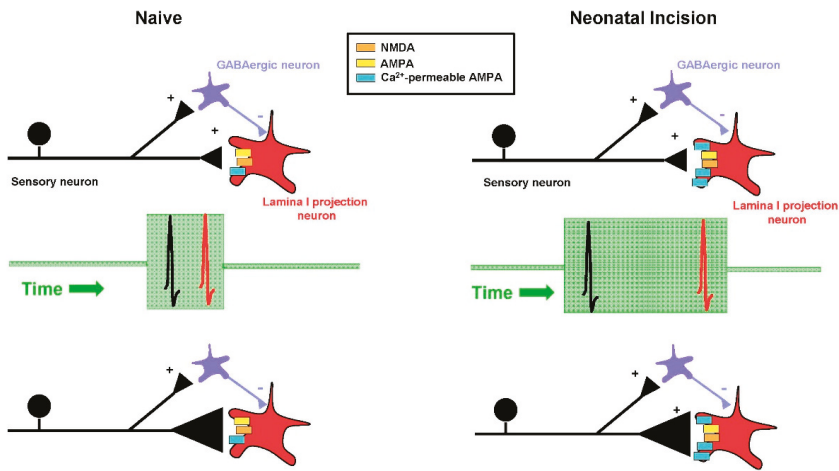 Naive
Neonatal Incision
NMDA
AMPA
Ca²⁺-permeable AMPA
GABAergic neuron
+
-
+
Sensory neuron
Lamina I projection
neuron
GABAergic neuron
+
-
+
Sensory neuron
Lamina I projection
neuron
Time
Time
+
-
+
-
+